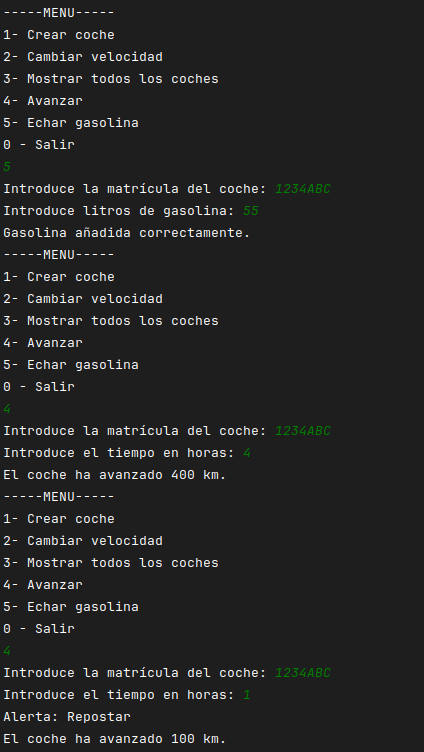 -----MENU-----
1- Crear coche
2- Cambiar velocidad
3- Mostrar todos los coches
4- Avanzar
5- Echar gasolina
0 - Salir
5
Introduce la matrícula del coche: 1234ABC
Introduce litros de gasolina: 55
Gasolina añadida correctamente.
-----MENU-----
1- Crear coche
2- Cambiar velocidad
3- Mostrar todos los coches
4- Avanzar
5- Echar gasolina
0 - Salir
4
Introduce la matrícula del coche: 1234ABC
Introduce el tiempo en horas: 4
El coche ha avanzado 400 km.
-----MENU-----
1- Crear coche
2- Cambiar velocidad
3- Mostrar todos los coches
4- Avanzar
5- Echar gasolina
0 - Salir
4
Introduce la matrícula del coche: 1234ABC
Introduce el tiempo en horas: 1
Alerta: Repostar
El coche ha avanzado 100 km.